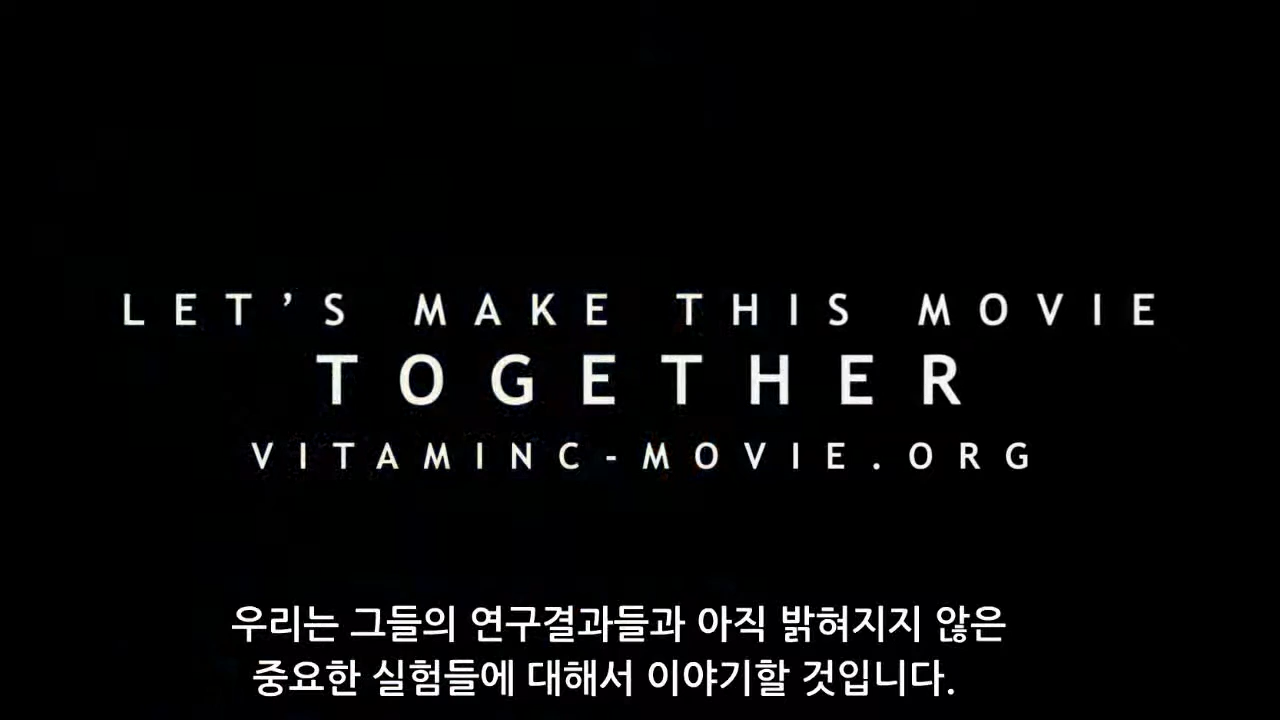 LET'S MAKE THIS MOVIE
TOGETHER
VITAMINC-MOVIE.ORG
우리는 그들의 연구결과들과 아직 밝혀지지 않은
중요한 실험들에 대해서 이야기할 것입니다.